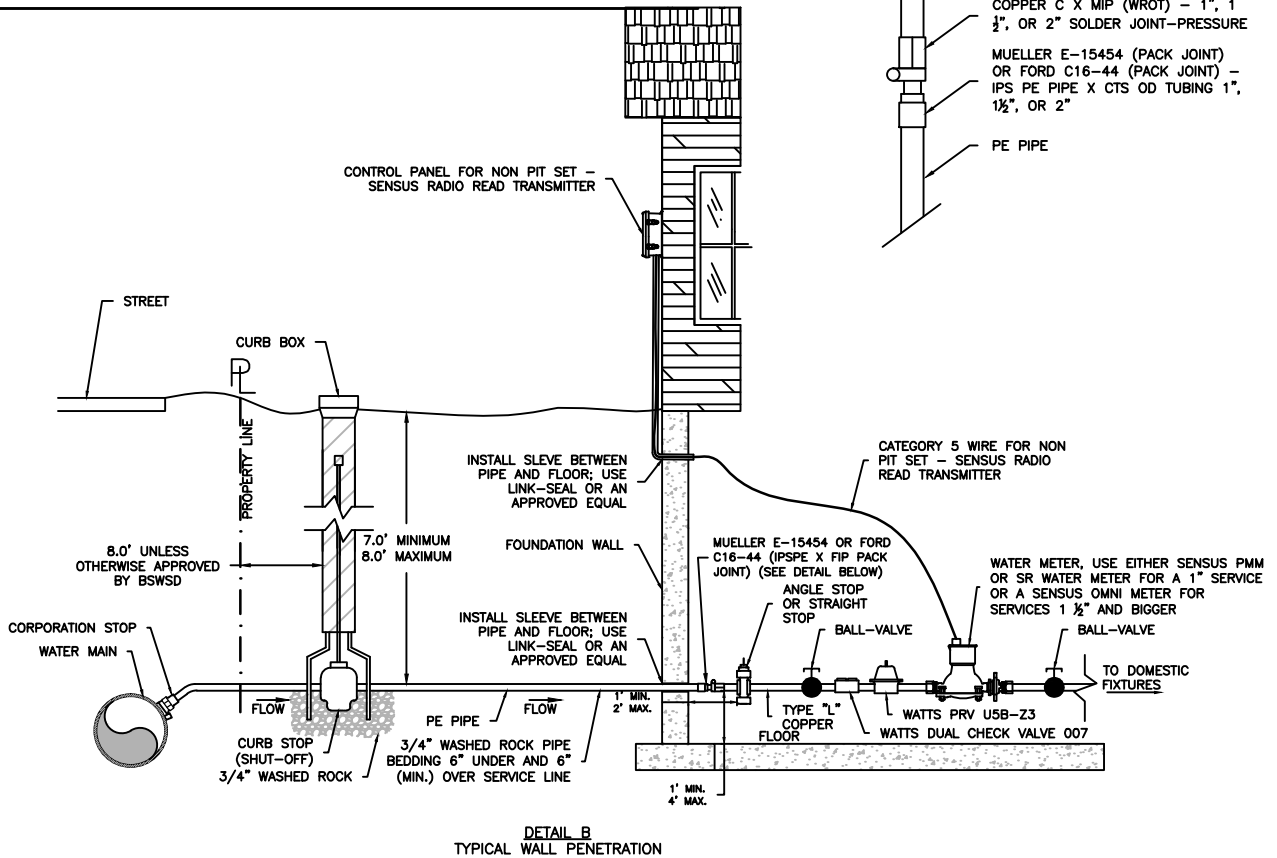 COPPER C X MIP (WROT) – 1", 1
½", OR 2" SOLDER JOINT–PRESSURE
MUELLER E–15454 (PACK JOINT)
OR FORD C16–44 (PACK JOINT) –
IPS PE PIPE X CTS OD TUBING 1",
1½", OR 2"
PE PIPE
CONTROL PANEL FOR NON PIT SET –
SENSUS RADIO READ TRANSMITTER
STREET
CURB BOX
PL
PROPERTY LINE
INSTALL SLEVE BETWEEN
PIPE AND FLOOR; USE
LINK–SEAL OR AN
APPROVED EQUAL
CATEGORY 5 WIRE FOR NON
PIT SET – SENSUS RADIO
READ TRANSMITTER
7.0' MINIMUM
8.0' MAXIMUM
8.0' UNLESS
OTHERWISE APPROVED
BY BSWSD
FOUNDATION WALL
MUELLER E–15454 OR FORD
C16–44 (IPSPE X FIP PACK
JOINT) (SEE DETAIL BELOW)
ANGLE STOP
OR STRAIGHT
STOP
WATER METER, USE EITHER SENSUS PMM
OR SR WATER METER FOR A 1" SERVICE
OR A SENSUS OMNI METER FOR
SERVICES 1 ½" AND BIGGER
INSTALL SLEEVE BETWEEN
PIPE AND FLOOR; USE
LINK–SEAL OR AN
APPROVED EQUAL
BALL–VALVE
BALL–VALVE
CORPORATION STOP
WATER MAIN
TO DOMESTIC
FIXTURES
FLOW
PE PIPE
FLOW
1' MIN.
2' MAX.
TYPE "L"
COPPER
FLOOR
WATTS PRV U5B–Z3
WATTS DUAL CHECK VALVE 007
CURB STOP
(SHUT–OFF)
3/4" WASHED ROCK
3/4" WASHED ROCK PIPE
BEDDING 6" UNDER AND 6"
(MIN.) OVER SERVICE LINE
1' MIN.
4' MAX.
DETAIL B
TYPICAL WALL PENETRATION